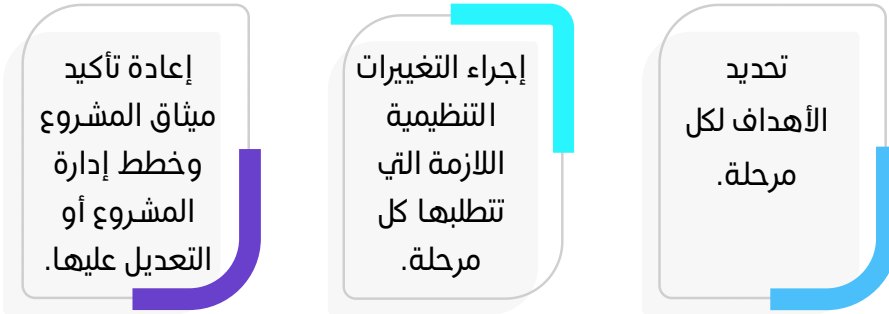 تحديد
الأهداف لكل
مرحلة.
إجراء التغييرات
التنظيمية
اللازمة التي
تتطلبها كل
مرحلة.
إعادة تأكيد
ميثاق المشروع
وخطط إدارة
المشروع أو
التعديل عليها.